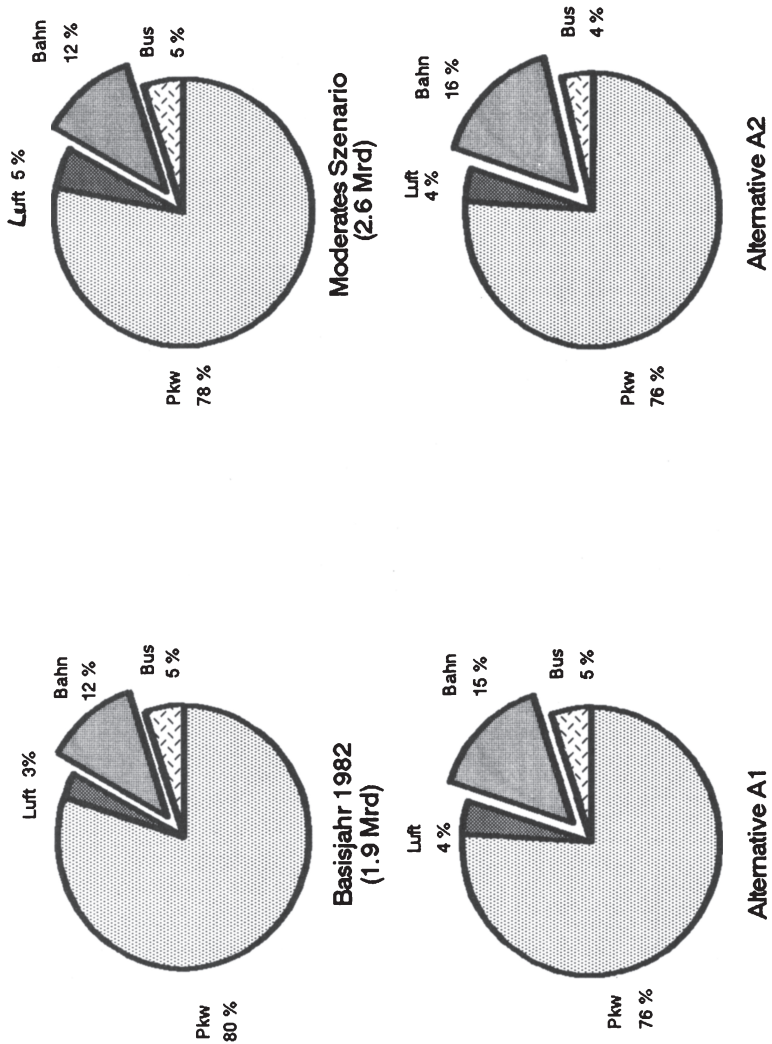 Luft 3%
Bahn
12 %
Bus
5 %
Pkw
80 %
Basisjahr 1982
(1.9 Mrd)
Luft 5 %
Bahn
12 %
Bus
5 %
Pkw
78 %
Moderates Szenario
(2.6 Mrd)
Luft
4 %
Bahn
15 %
Bus
5 %
Pkw
76 %
Alternative A1
Luft
4 %
Bahn
16 %
Bus
4 %
Pkw
76 %
Alternative A2